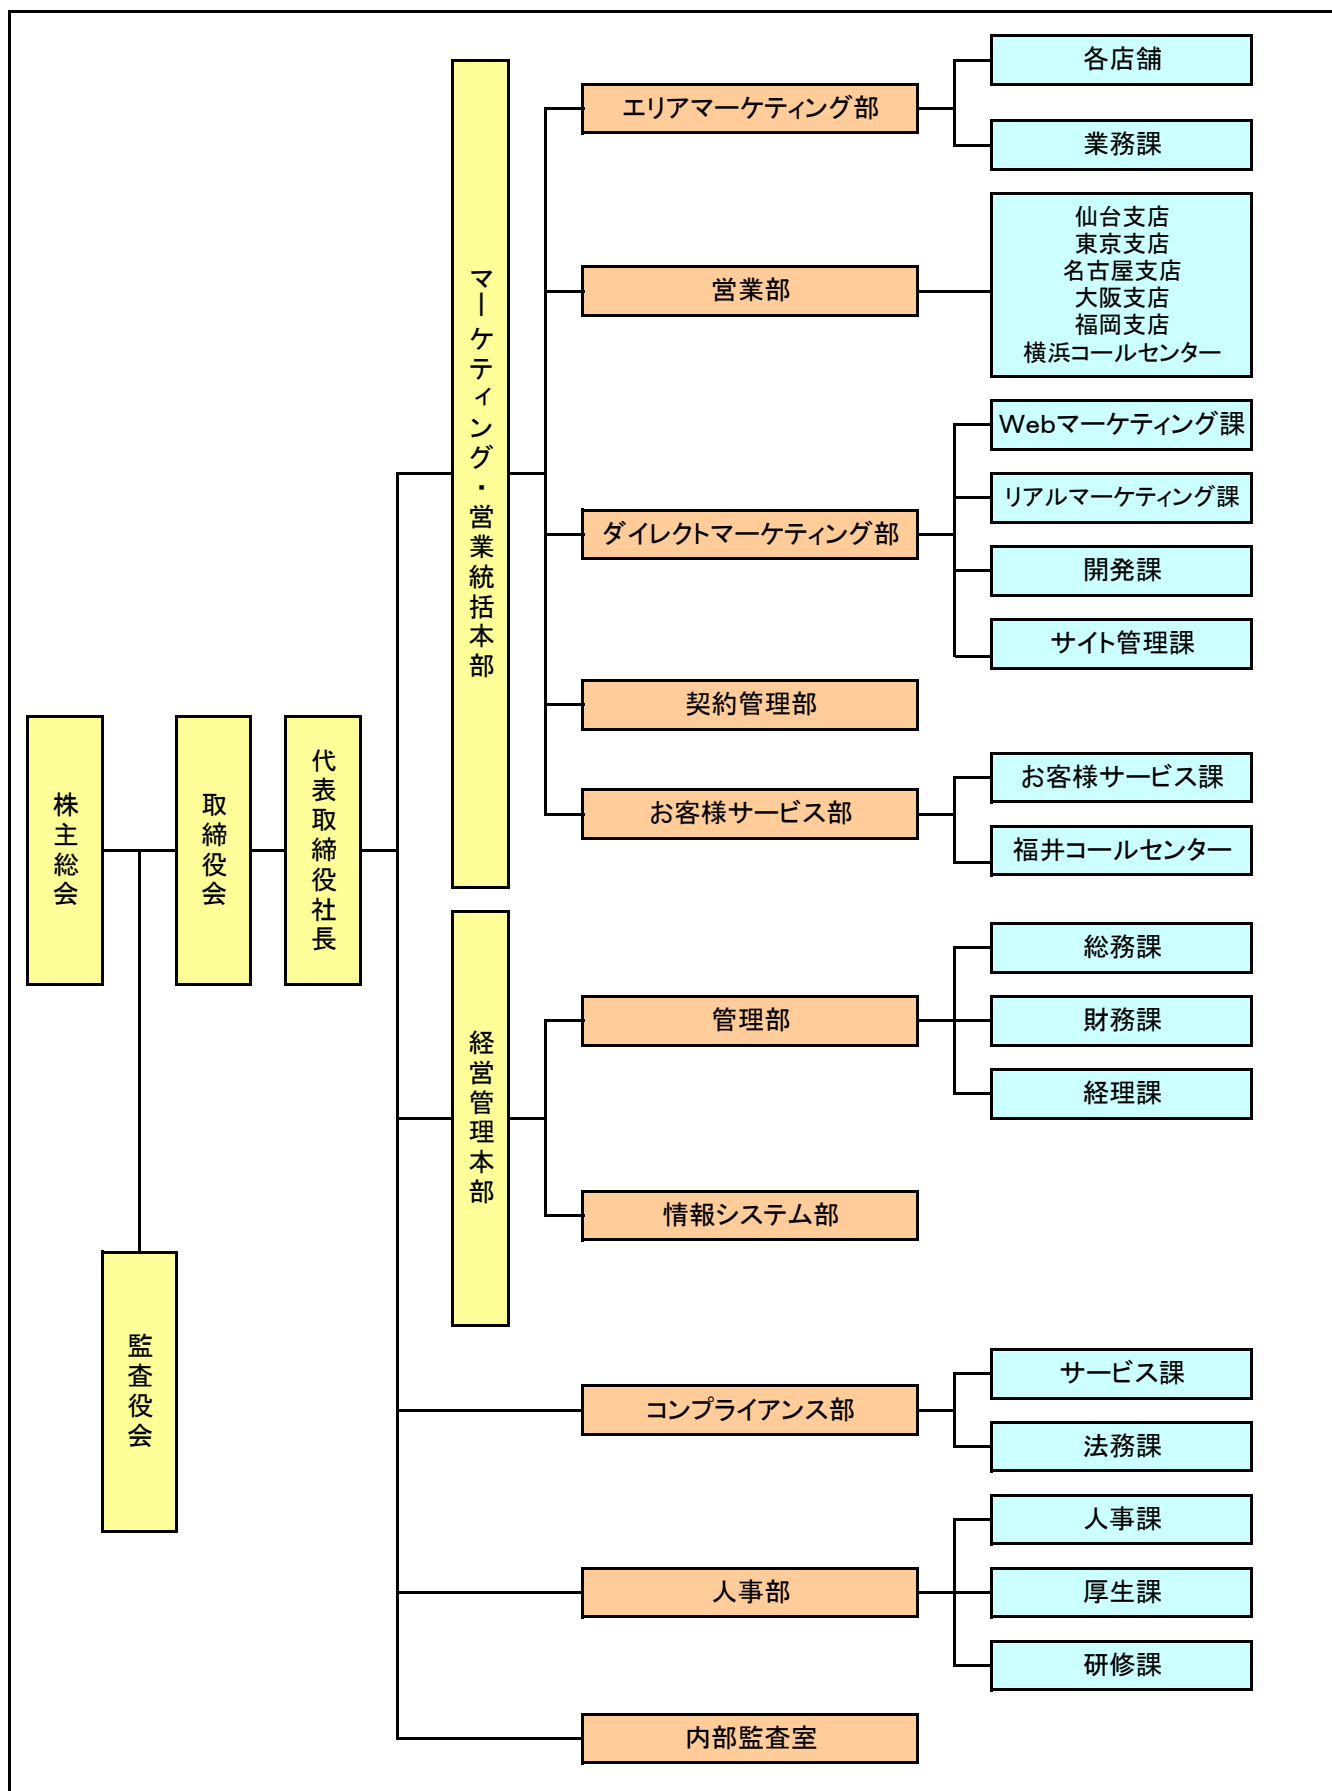 株主総会
監査役会
取締役会
代表取締役社長
マーケティング・営業統括本部
エリアマーケティング部
各店舗
業務課
営業部
仙台支店
東京支店
名古屋支店
大阪支店
福岡支店
横浜コールセンター
ダイレクトマーケティング部
Webマーケティング課
リアルマーケティング課
開発課
サイト管理課
契約管理部
お客様サービス部
お客様サービス課
福井コールセンター
経営管理本部
管理部
総務課
財務課
経理課
情報システム部
コンプライアンス部
サービス課
法務課
人事部
人事課
厚生課
研修課
内部監査室